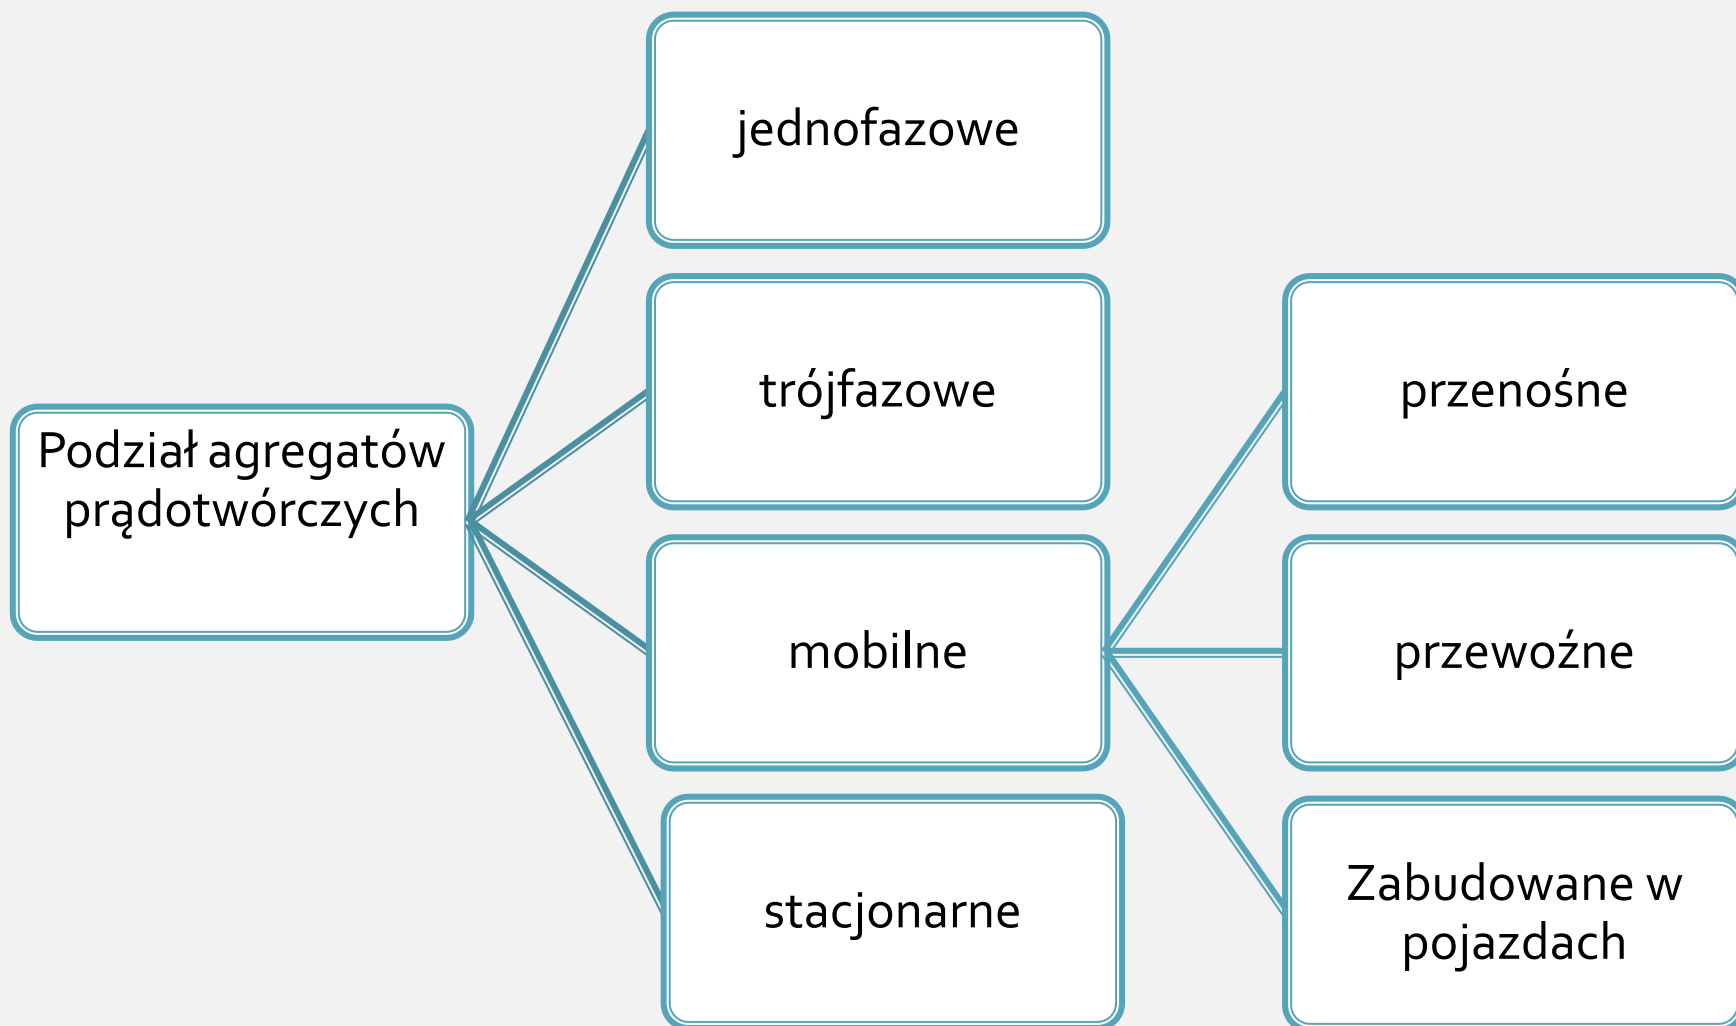 Podział agregatów
prądotwórczych
jednofazowe
trójfazowe
mobilne
stacjonarne
przenośne
przewoźne
Zabudowane w
pojazdach